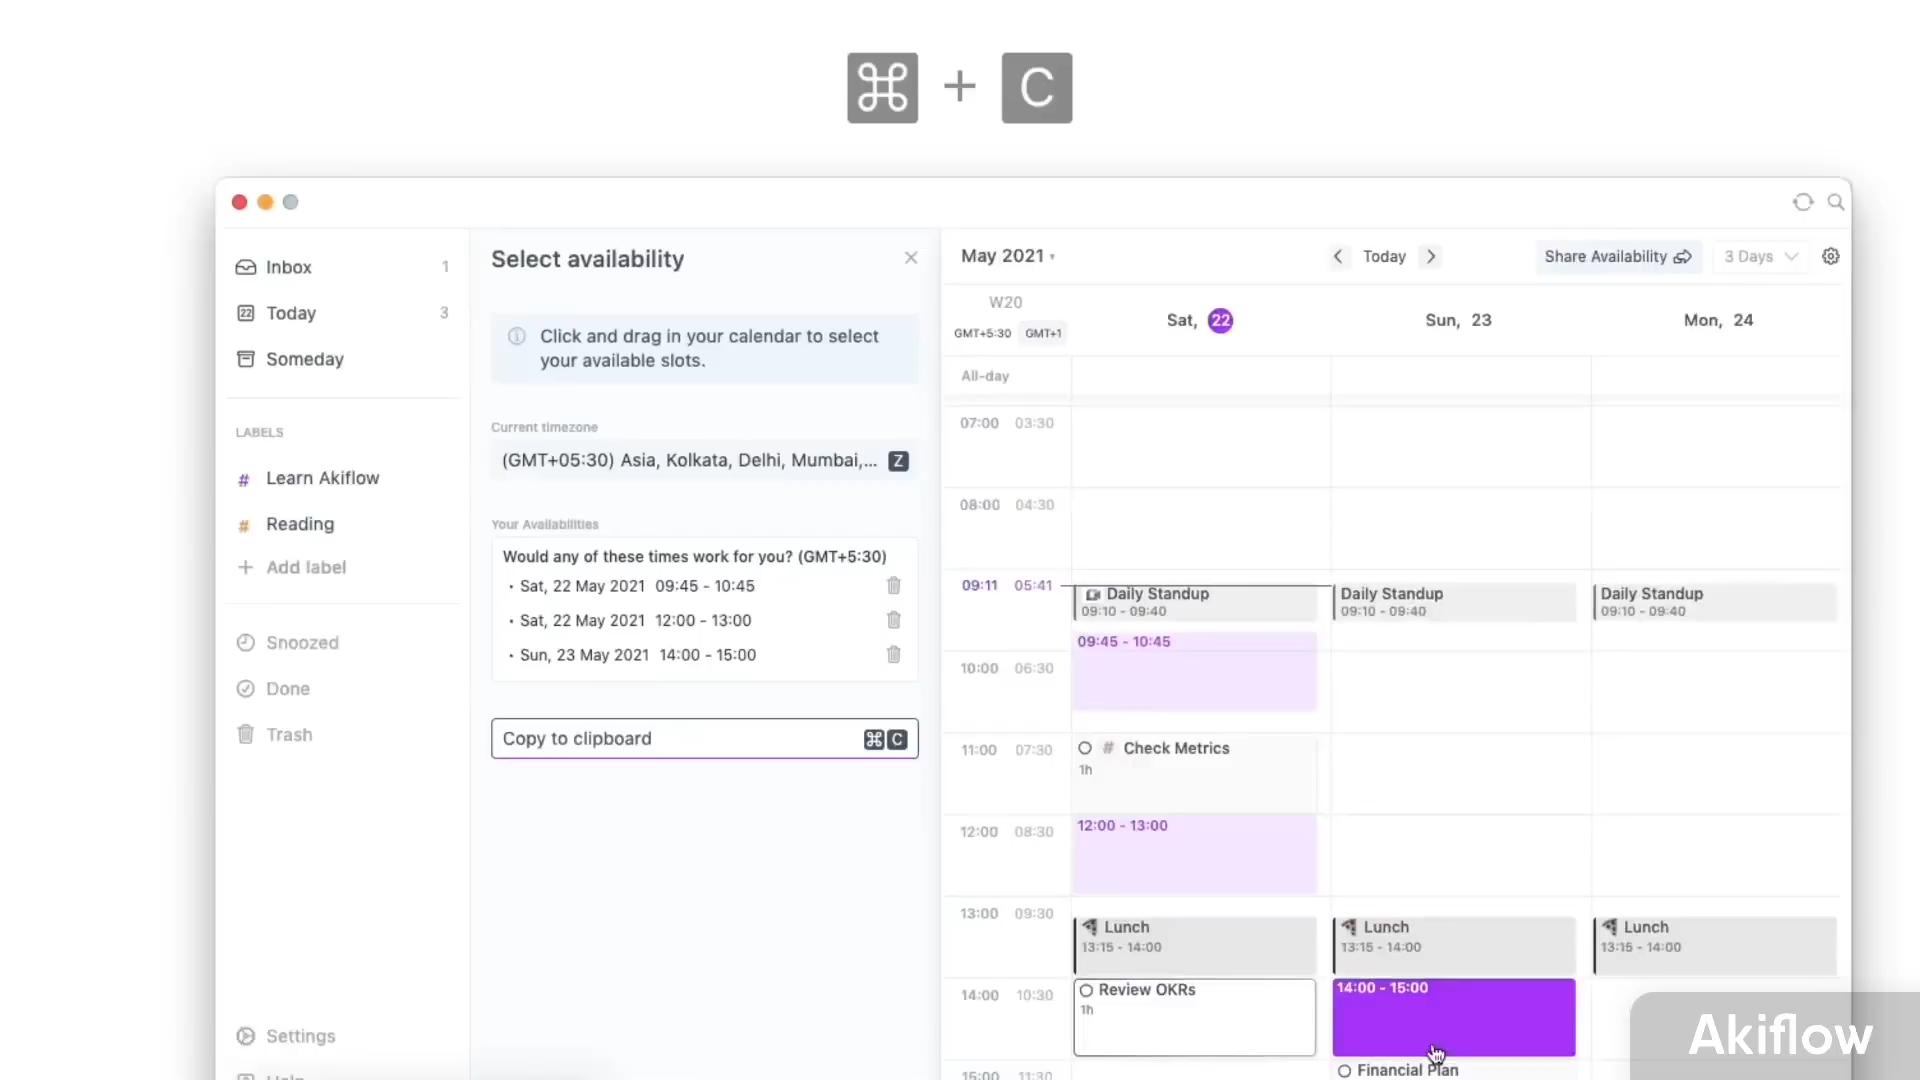 ⌘ + C
Inbox 1
Today 3
Someday
LABELS
# Learn Akiflow
# Reading
+ Add label
Snoozed
Done
Trash
Settings
Select availability
Click and drag in your calendar to select
your available slots.
Current timezone
(GMT+05:30) Asia, Kolkata, Delhi, Mumbai,... Z
Your Availabilities
Would any of these times work for you? (GMT+5:30)
• Sat, 22 May 2021 09:45 - 10:45
• Sat, 22 May 2021 12:00 - 13:00
• Sun, 23 May 2021 14:00 - 15:00
Copy to clipboard ⌘ C
May 2021
Today
Share Availability
3 Days
W20
GMT+5:30 GMT+1
Sat, 22
Sun, 23
Mon, 24
All-day
07:00 03:30
08:00 04:30
09:11 05:41
Daily Standup
09:10 - 09:40
Daily Standup
09:10 - 09:40
Daily Standup
09:10 - 09:40
09:45 - 10:45
10:00 06:30
11:00 07:30
# Check Metrics
1h
12:00 08:30
12:00 - 13:00
13:00 09:30
Lunch
13:15 - 14:00
Lunch
13:15 - 14:00
Lunch
13:15 - 14:00
14:00 10:30
Review OKRs
1h
14:00 - 15:00
15:00 11:30
Financial Plan
Akiflow